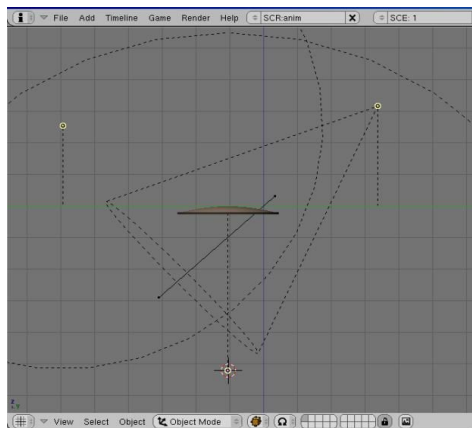 File Add Timeline Game Render Help SCR:anim X SCE: 1
z y
View Select Object Object Mode